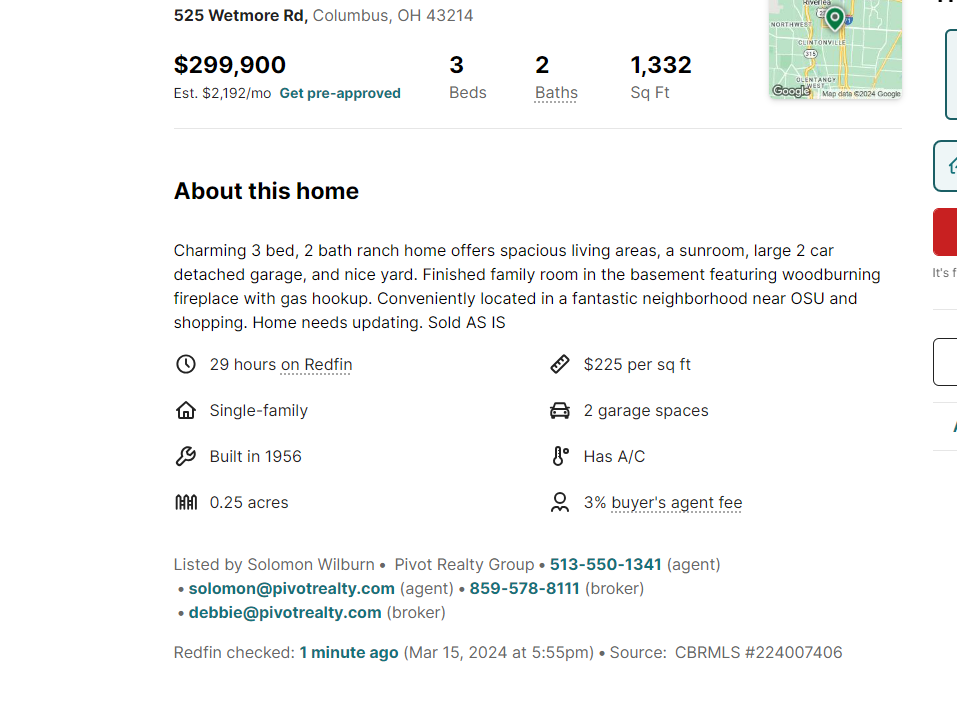 525 Wetmore Rd, Columbus, OH 43214
$299,900
Est. $2,192/mo Get pre-approved
3
Beds
2
Baths
1,332
Sq Ft
NORTHWEST
CLINTONVILLE
315
OLENTANGY
WEST
Google
Map data ©2024 Google
About this home
Charming 3 bed, 2 bath ranch home offers spacious living areas, a sunroom, large 2 car
detached garage, and nice yard. Finished family room in the basement featuring woodburning
fireplace with gas hookup. Conveniently located in a fantastic neighborhood near OSU and
shopping. Home needs updating. Sold AS IS
29 hours on Redfin
$225 per sq ft
Single-family
2 garage spaces
Built in 1956
Has A/C
0.25 acres
3% buyer's agent fee
Listed by Solomon Wilburn • Pivot Realty Group • 513-550-1341 (agent)
• solomon@pivotrealty.com (agent) • 859-578-8111 (broker)
• debbie@pivotrealty.com (broker)
Redfin checked: 1 minute ago (Mar 15, 2024 at 5:55pm) • Source: CBRMLS #224007406
It's f